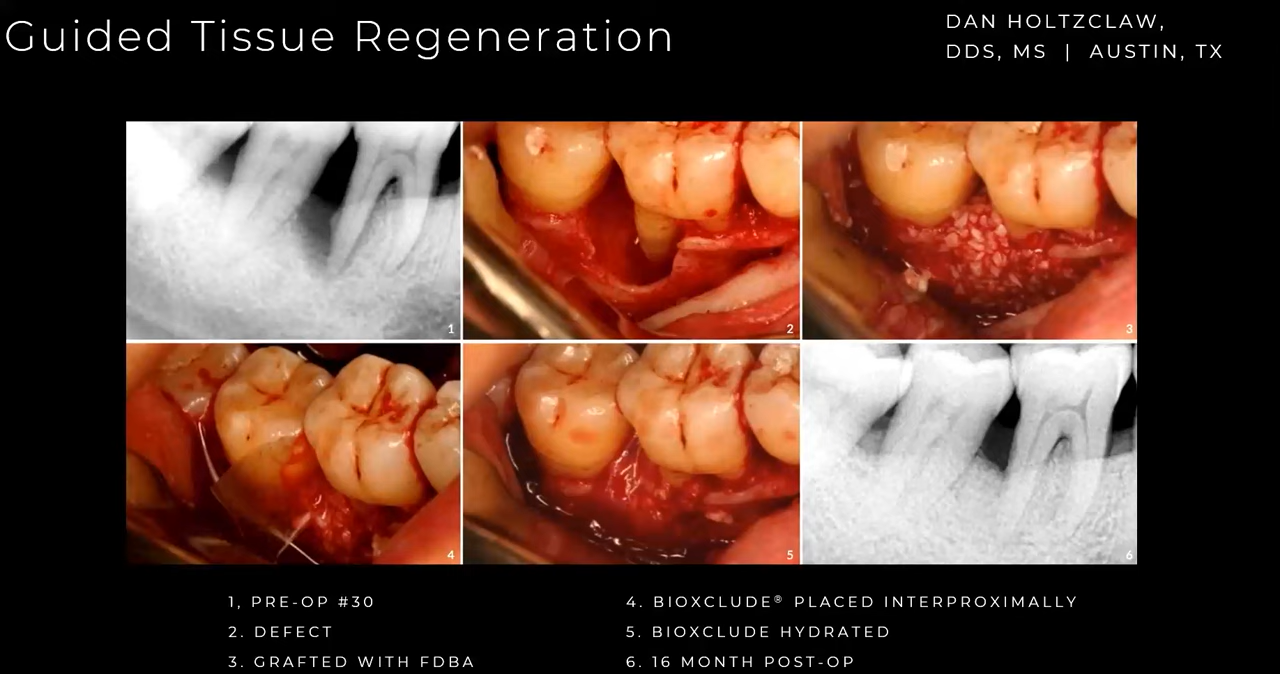 Guided Tissue Regeneration
DAN HOLTZCLAW,
DDS, MS | AUSTIN, TX
1
2
3
4
5
6
1, PRE-OP #30
2. DEFECT
3. GRAFTED WITH FDBA
4. BIOXCLUDE® PLACED INTERPROXIMALLY
5. BIOXCLUDE HYDRATED
6. 16 MONTH POST-OP